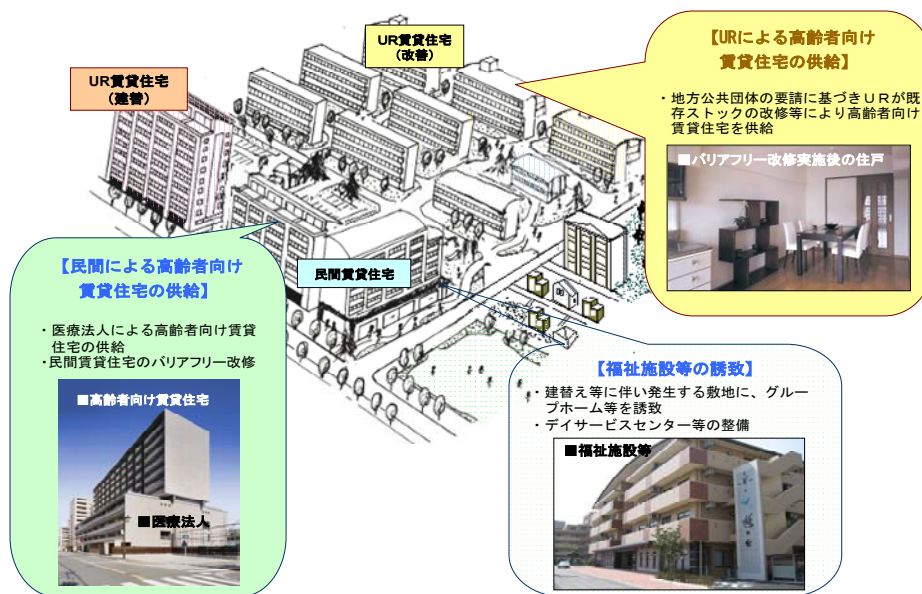 UR賃貸住宅
（改善）
UR賃貸住宅
（建替）
【URによる高齢者向け
賃貸住宅の供給】
・地方公共団体の要請に基づきＵＲが既
存ストックの改修等により高齢者向け
賃貸住宅を供給
■バリアフリー改修実施後の住戸
民間賃貸住宅
【民間による高齢者向け
賃貸住宅の供給】
・医療法人による高齢者向け賃貸
住宅の供給
・民間賃貸住宅のバリアフリー改修
■高齢者向け賃貸住宅
■医療法人
【福祉施設等の誘致】
・建替え等に伴い発生する敷地に、グルー
プホーム等を誘致
・デイサービスセンター等の整備
■福祉施設等